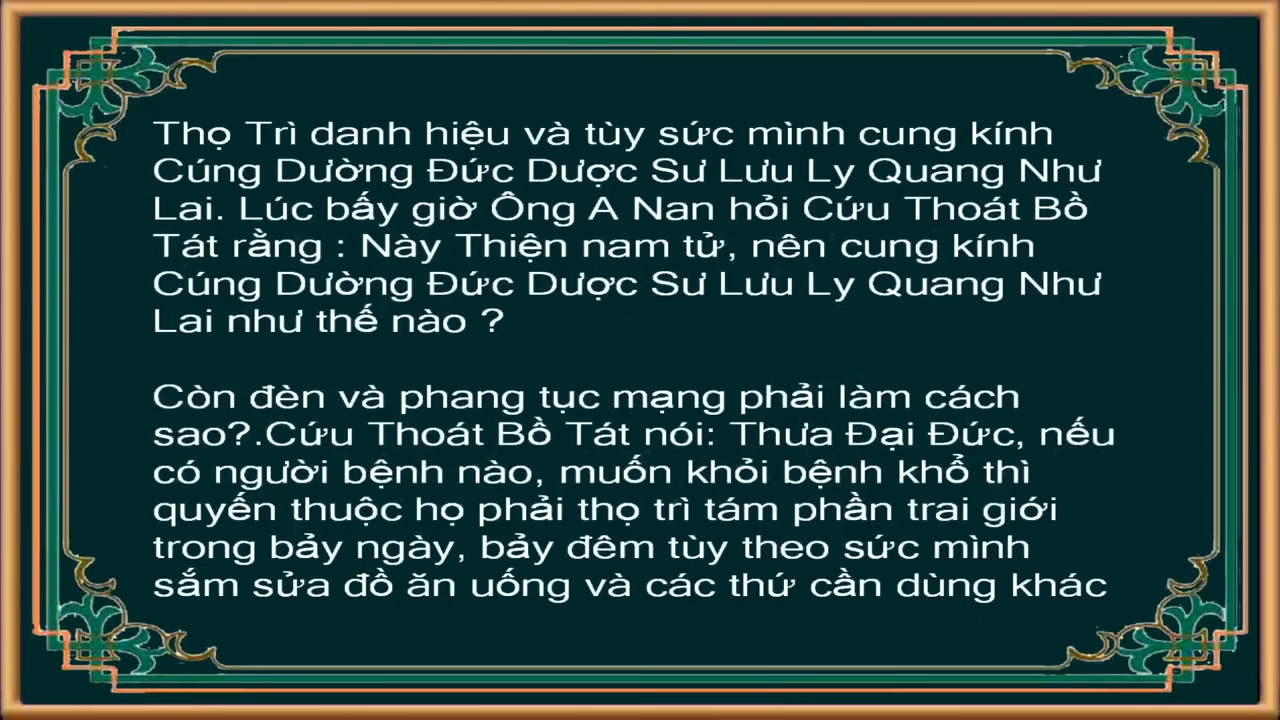 Thọ Trì danh hiệu và tùy sức mình cung kính
Cúng Dường Đức Dược Sư Lưu Ly Quang Như
Lai. Lúc bấy giờ Ông A Nan hỏi Cứu Thoát Bồ
Tát rằng : Này Thiện nam tử, nên cung kính
Cúng Dường Đức Dược Sư Lưu Ly Quang Như
Lai như thế nào ?
Còn đèn và phang tục mạng phải làm cách
sao?.Cứu Thoát Bồ Tát nói: Thưa Đại Đức, nếu
có người bệnh nào, muốn khỏi bệnh khổ thì
quyến thuộc họ phải thọ trì tám phần trai giới
trong bảy ngày, bảy đêm tùy theo sức mình
sắm sửa đồ ăn uống và các thứ cần dùng khác